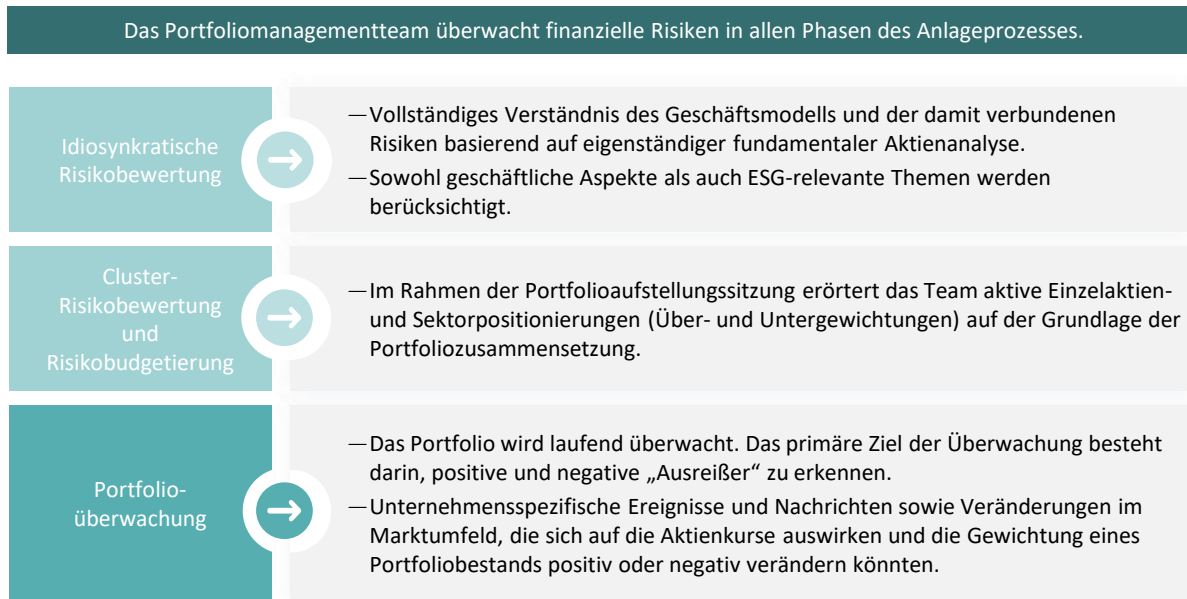 Das Portfoliomanagementteam überwacht finanzielle Risiken in allen Phasen des Anlageprozesses.
Idiosynkratische
Risikobewertung
—Vollständiges Verständnis des Geschäftsmodells und der damit verbundenen
Risiken basierend auf eigenständiger fundamentaler Aktienanalyse.
—Sowohl geschäftliche Aspekte als auch ESG-relevante Themen werden
berücksichtigt.
Cluster-
Risikobewertung
und
Risikobudgetierung
—Im Rahmen der Portfolioaufstellungssitzung erörtert das Team aktive Einzelaktien-
und Sektorpositionierungen (Über- und Untergewichtungen) auf der Grundlage der
Portfoliozusammensetzung.
Portfolio-
überwachung
—Das Portfolio wird laufend überwacht. Das primäre Ziel der Überwachung besteht
darin, positive und negative „Ausreißer“ zu erkennen.
—Unternehmensspezifische Ereignisse und Nachrichten sowie Veränderungen im
Marktumfeld, die sich auf die Aktienkurse auswirken und die Gewichtung eines
Portfoliobestands positiv oder negativ verändern könnten.